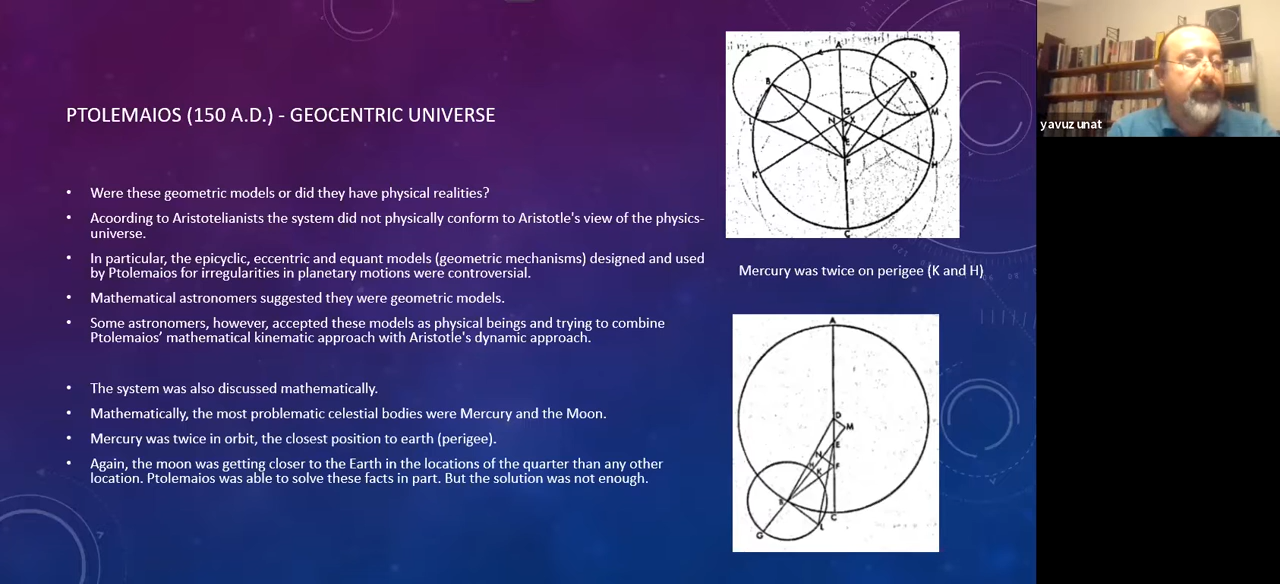 PTOLEMAIOS (150 A.D.) - GEOCENTRIC UNIVERSE
• Were these geometric models or did they have physical realities?
• Acoording to Aristotelianists the system did not physically conform to Aristotle's view of the physics-
universe.
• In particular, the epicyclic, eccentric and equant models (geometric mechanisms) designed and used
by Ptolemaios for irregularities in planetary motions were controversial.
• Mathematical astronomers suggested they were geometric models.
• Some astronomers, however, accepted these models as physical beings and trying to combine
Ptolemaios’ mathematical kinematic approach with Aristotle's dynamic approach.
• The system was also discussed mathematically.
• Mathematically, the most problematic celestial bodies were Mercury and the Moon.
• Mercury was twice in orbit, the closest position to earth (perigee).
• Again, the moon was getting closer to the Earth in the locations of the quarter than any other
location. Ptolemaios was able to solve these facts in part. But the solution was not enough.
A
B
D
G
L
N
M
E
F
K
H
C
Mercury was twice on perigee (K and H)
A
D
M
E
N
F
K
C
L
G
yavuz unat